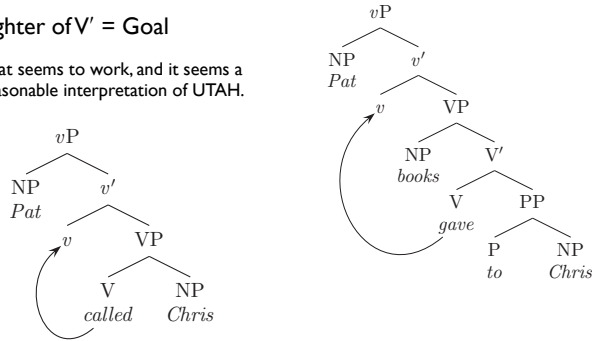 ghter of V′ = Goal
at seems to work, and it seems a
asonable interpretation of UTAH.
vP
NP v′
Pat
v VP
V NP
called Chris
vP
NP v′
Pat
v VP
NP V′
books
V PP
gave
P NP
to Chris